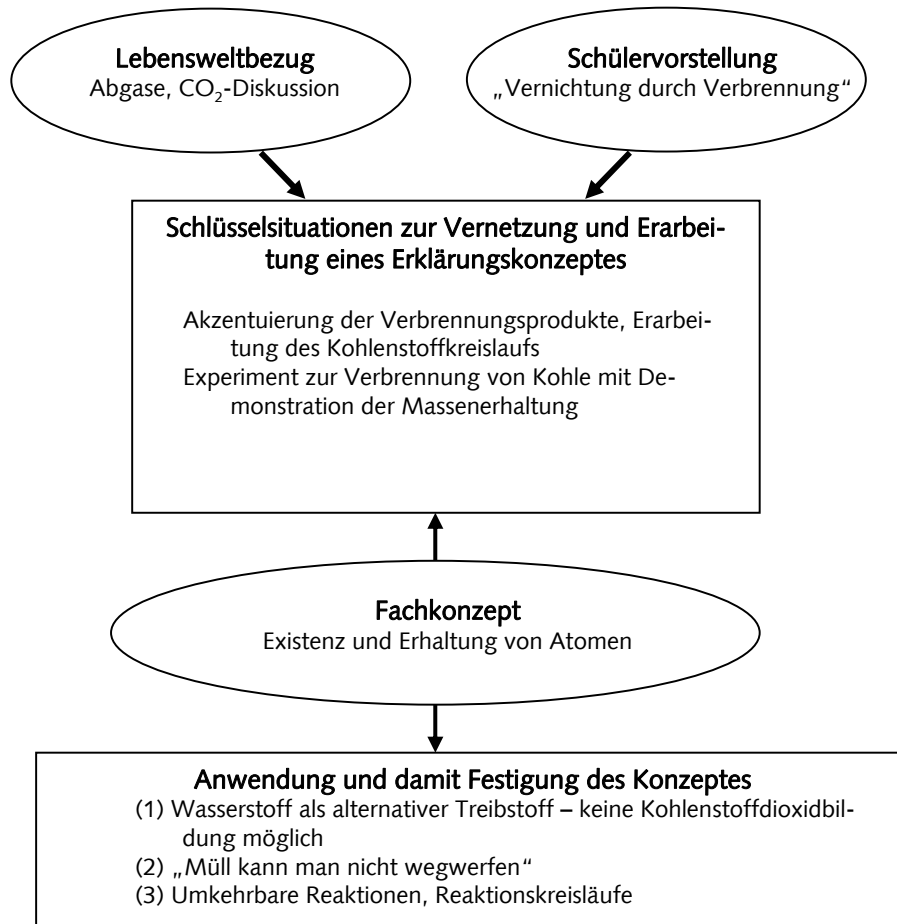 Lebensweltbezug
Abgase, CO₂-Diskussion
Schülervorstellung
„Vernichtung durch Verbrennung“
Schlüsselsituationen zur Vernetzung und Erarbei-
tung eines Erklärungskonzeptes
Akzentuierung der Verbrennungsprodukte, Erarbei-
tung des Kohlenstoffkreislaufs
Experiment zur Verbrennung von Kohle mit De-
monstration der Massenerhaltung
Fachkonzept
Existenz und Erhaltung von Atomen
Anwendung und damit Festigung des Konzeptes
(1) Wasserstoff als alternativer Treibstoff – keine Kohlenstoffdioxidbil-
dung möglich
(2) „Müll kann man nicht wegwerfen“
(3) Umkehrbare Reaktionen, Reaktionskreisläufe